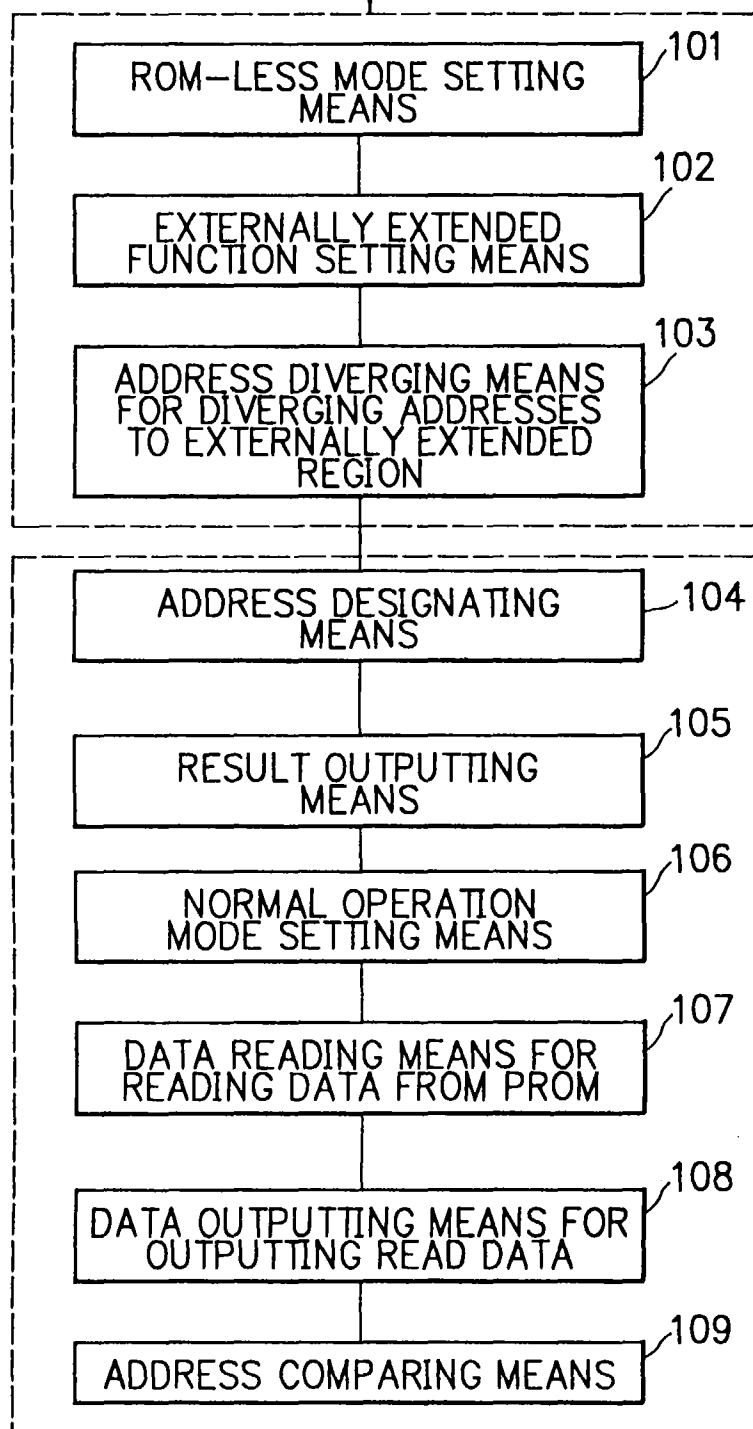 101
ROM-LESS MODE SETTING
MEANS
102
EXTERNALLY EXTENDED
FUNCTION SETTING MEANS
103
ADDRESS DIVERGING MEANS
FOR DIVERGING ADDRESSES
TO EXTERNALLY EXTENDED
REGION
104
ADDRESS DESIGNATING
MEANS
105
RESULT OUTPUTTING
MEANS
106
NORMAL OPERATION
MODE SETTING MEANS
107
DATA READING MEANS FOR
READING DATA FROM PROM
108
DATA OUTPUTTING MEANS FOR
OUTPUTTING READ DATA
109
ADDRESS COMPARING MEANS